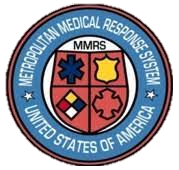 METROPOLITAN MEDICAL RESPONSE SYSTEM
MMRS
UNITED STATES OF AMERICA